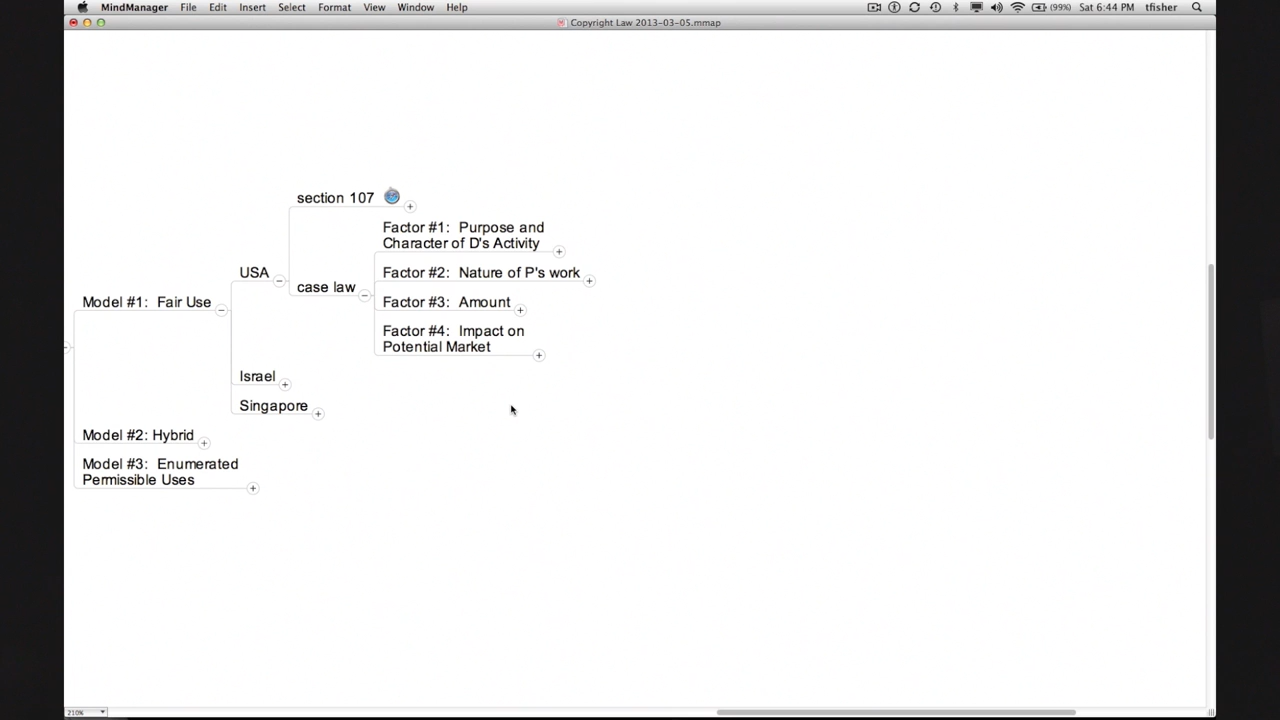 MindManager File Edit Insert Select Format View Window Help (99%) Sat 6:44 PM tfisher
Copyright Law 2013-03-05.mmap
section 107
Factor #1: Purpose and
Character of D's Activity
USA
Factor #2: Nature of P's work
case law
Model #1: Fair Use
Factor #3: Amount
Factor #4: Impact on
Potential Market
Israel
Singapore
Model #2: Hybrid
Model #3: Enumerated
Permissible Uses
210%